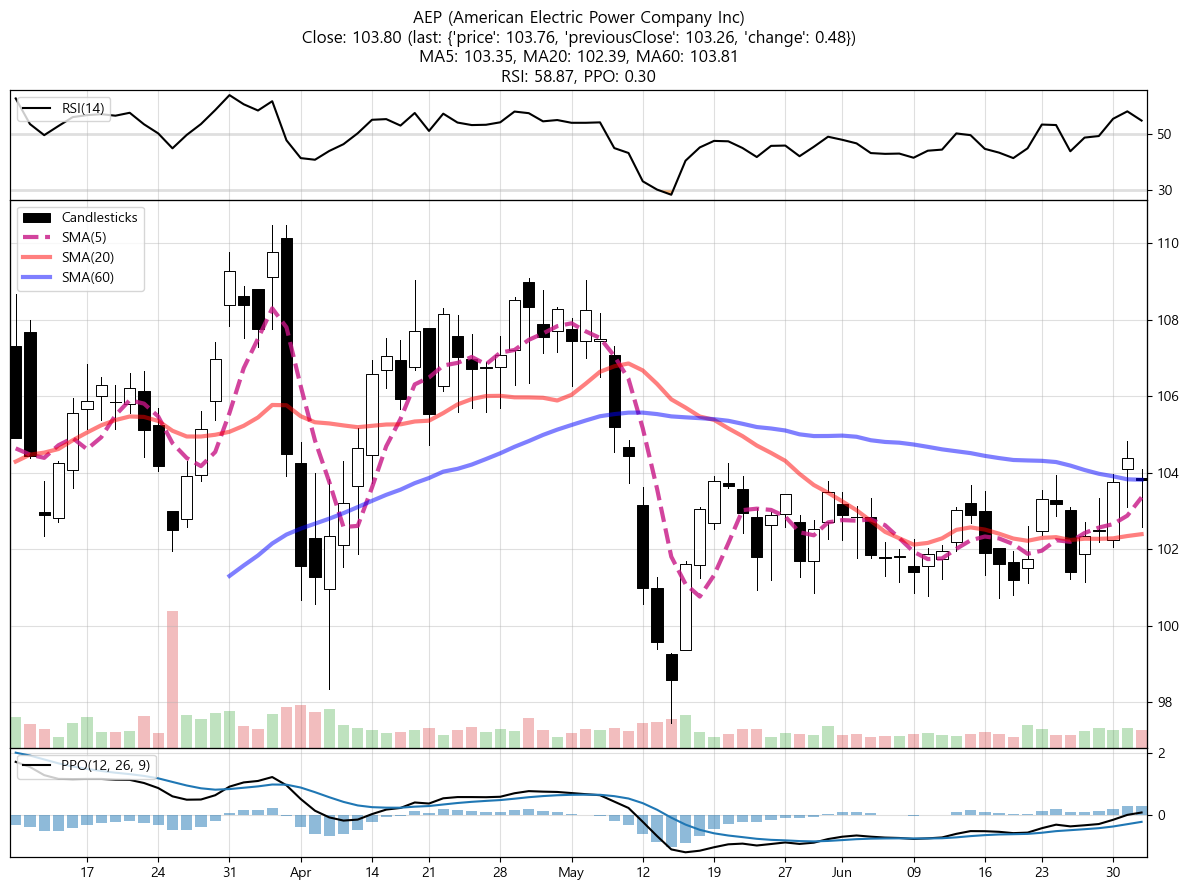 AEP (American Electric Power Company Inc)
Close: 103.80 (last: {'price': 103.76, 'previousClose': 103.26, 'change': 0.48})
MA5: 103.35, MA20: 102.39, MA60: 103.81
RSI: 58.87, PPO: 0.30
RSI(14)
50
30
Candlesticks
SMA(5)
SMA(20)
SMA(60)
110
108
106
104
102
100
98
PPO(12, 26, 9)
2
0
17 24 31 Apr 14 21 28 May 12 19 27 Jun 09 16 23 30